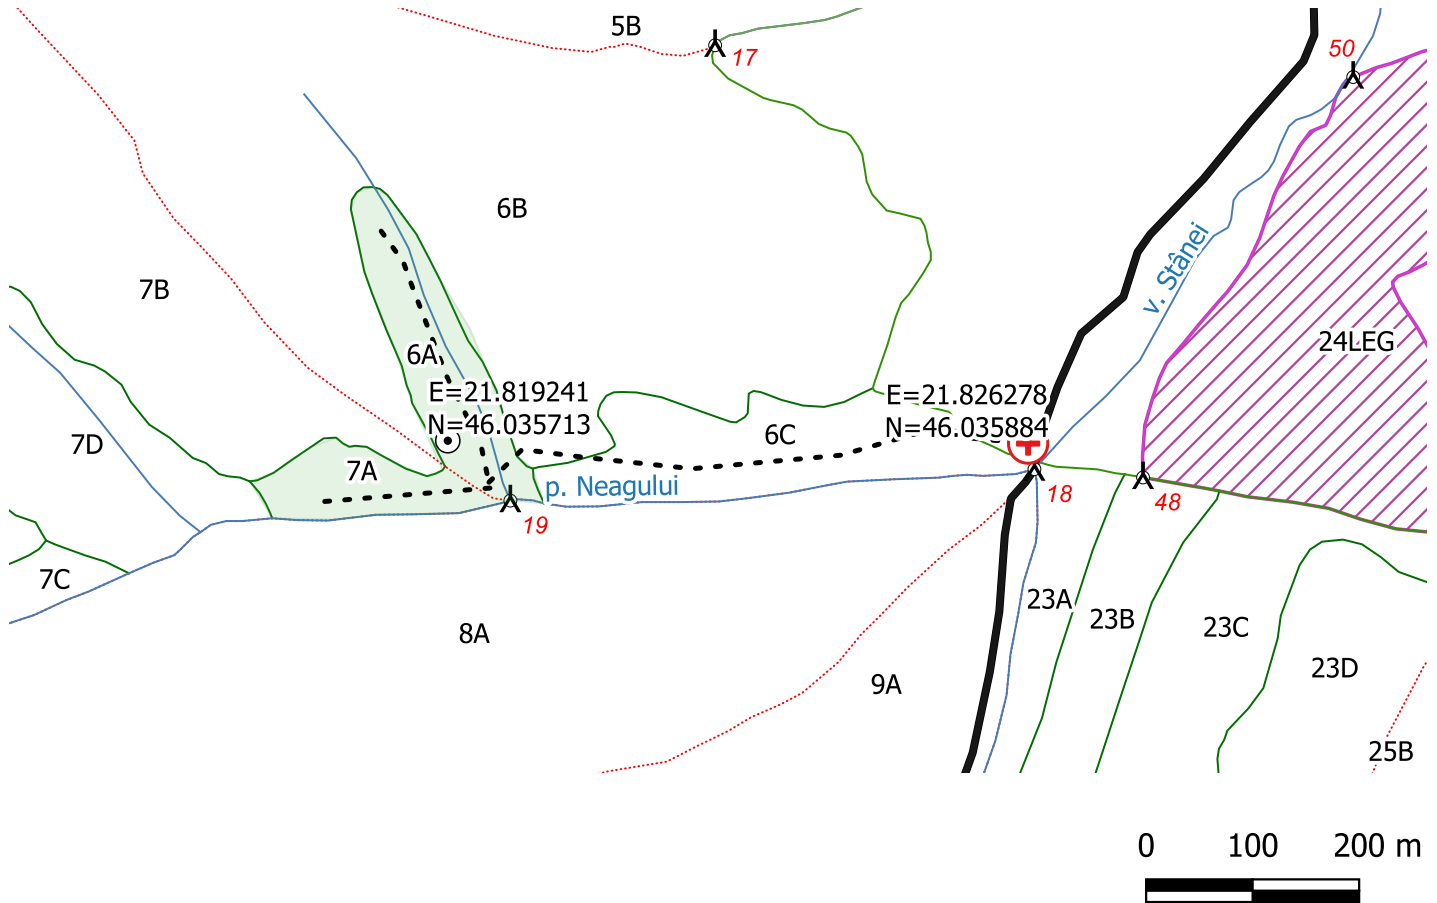 5B
17
50
6B
v. Stânei
7B
24LEG
6A
E=21.819241
N=46.035713
E=21.826278
N=46.035884
6C
7D
7A
p. Neagului
18
48
19
7C
23A
23B
23C
8A
23D
9A
25B
0 100 200 m